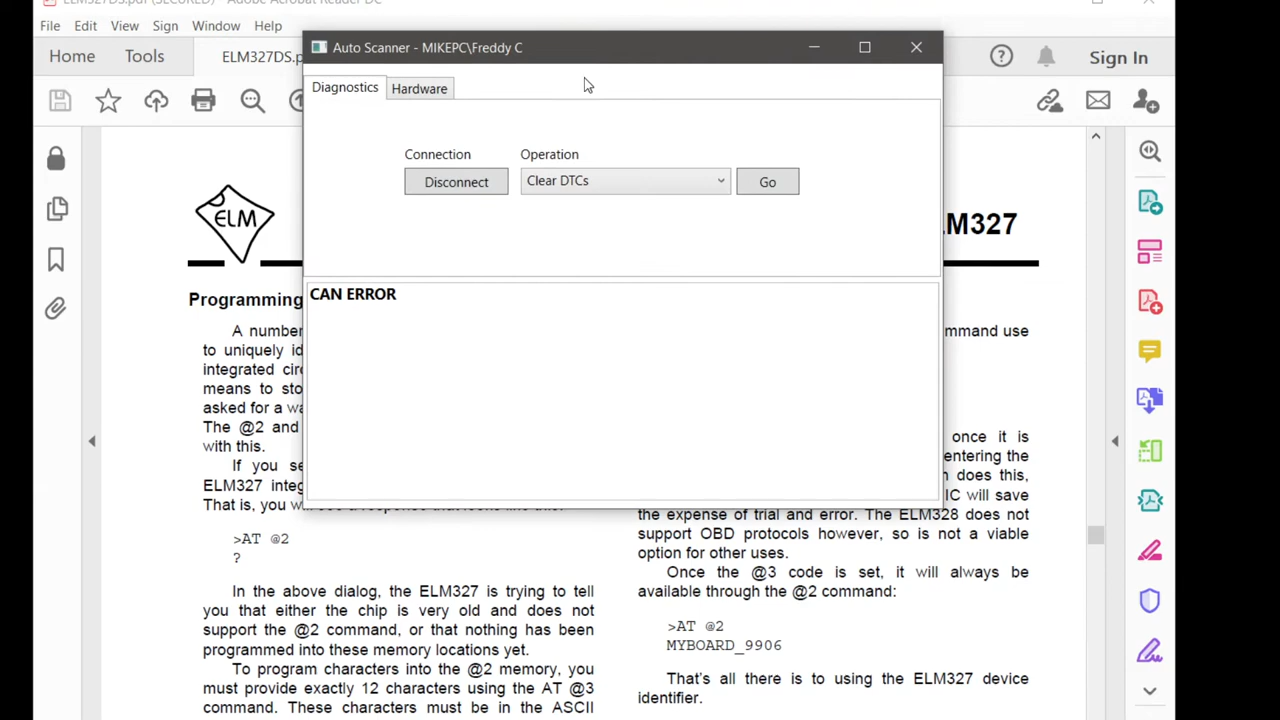 ELM327DS.pdf (SECURED) - Adobe Acrobat Reader DC
File Edit View Sign Window Help
Home Tools ELM327DS.p Sign In
Auto Scanner - MIKEPC\Freddy C
Diagnostics Hardware
Connection Operation
Disconnect Clear DTCs Go
CAN ERROR
ELM
LM327
Programming
A number
to uniquely id
integrated circ
means to sto
asked for a wa
The @2 and
with this.
If you se
ELM327 integ
That is, you
>AT @2
?
In the above dialog, the ELM327 is trying to tell
you that either the chip is very old and does not
support the @2 command, or that nothing has been
programmed into these memory locations yet.
To program characters into the @2 memory, you
must provide exactly 12 characters using the AT @3
command. These characters must be in the ASCII
mmand use
once it is
entering the
n does this,
IC will save
the expense of trial and error. The ELM328 does not
support OBD protocols however, so is not a viable
option for other uses.
Once the @3 code is set, it will always be
available through the @2 command:
>AT @2
MYBOARD_9906
That's all there is to using the ELM327 device
identifier.